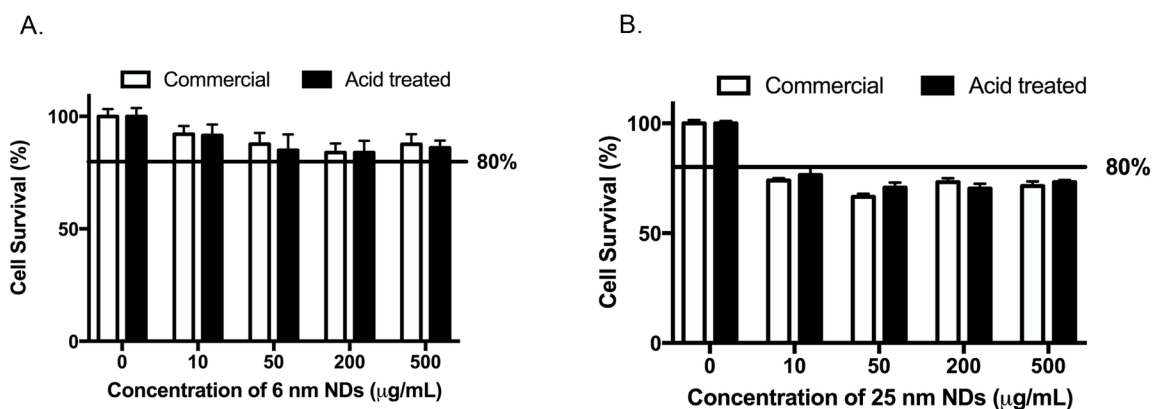 A.
Commercial Acid treated
Cell Survival (%)
100
50
0
80%
0 10 50 200 500
Concentration of 6 nm NDs (μg/mL)
B.
Commercial Acid treated
Cell Survival (%)
100
50
0
80%
0 10 50 200 500
Concentration of 25 nm NDs (μg/mL)